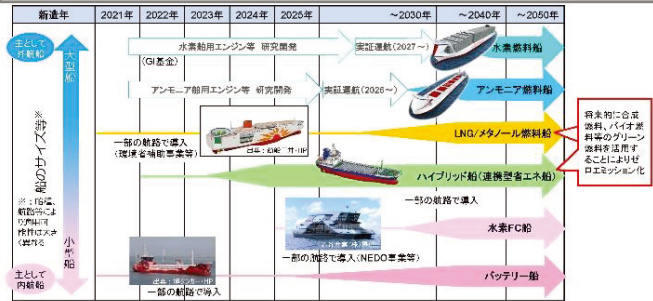 新造年
2021年
2022年
2023年
2024年
2025年
~2030年
~2040年
~2050年
主として
外航船
大型船
船のサイズ等※
小型船
主として
内航船
水素舶用エンジン等 研究開発
(GI基金)
実証運航(2027~)
水素燃料船
アンモニア舶用エンジン等 研究開発
実証運航(2026~)
アンモニア燃料船
一部の航路で導入
(環境省補助事業等)
LNG/メタノール燃料船
将来的に合成
燃料、バイオ燃
料等のグリーン
燃料を活用す
ることによりゼ
ロエミッション化
ハイブリッド船(連携型省エネ船)
一部の航路で導入
水素FC船
一部の航路で導入(NEDO事業等)
バッテリー船
一部の航路で導入